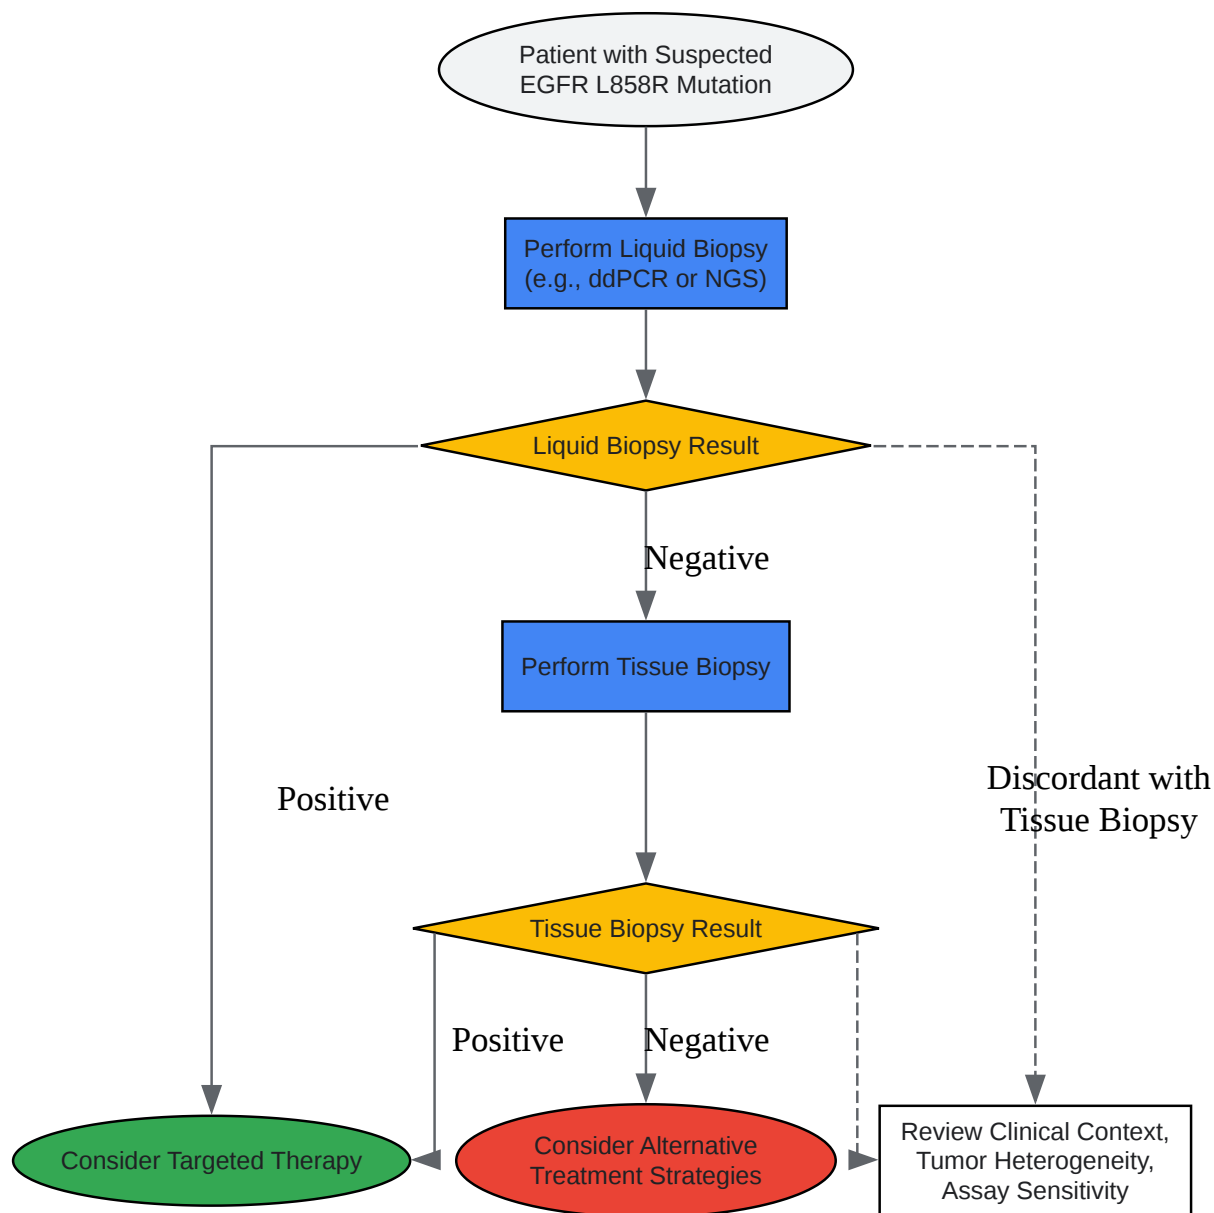 Patient with Suspected
EGFR L858R Mutation
Perform Liquid Biopsy
(e.g., ddPCR or NGS)
Liquid Biopsy Result
Negative
Perform Tissue Biopsy
Positive
Discordant with
Tissue Biopsy
Tissue Biopsy Result
Positive
Negative
Consider Targeted Therapy
Consider Alternative
Treatment Strategies
Review Clinical Context,
Tumor Heterogeneity,
Assay Sensitivity